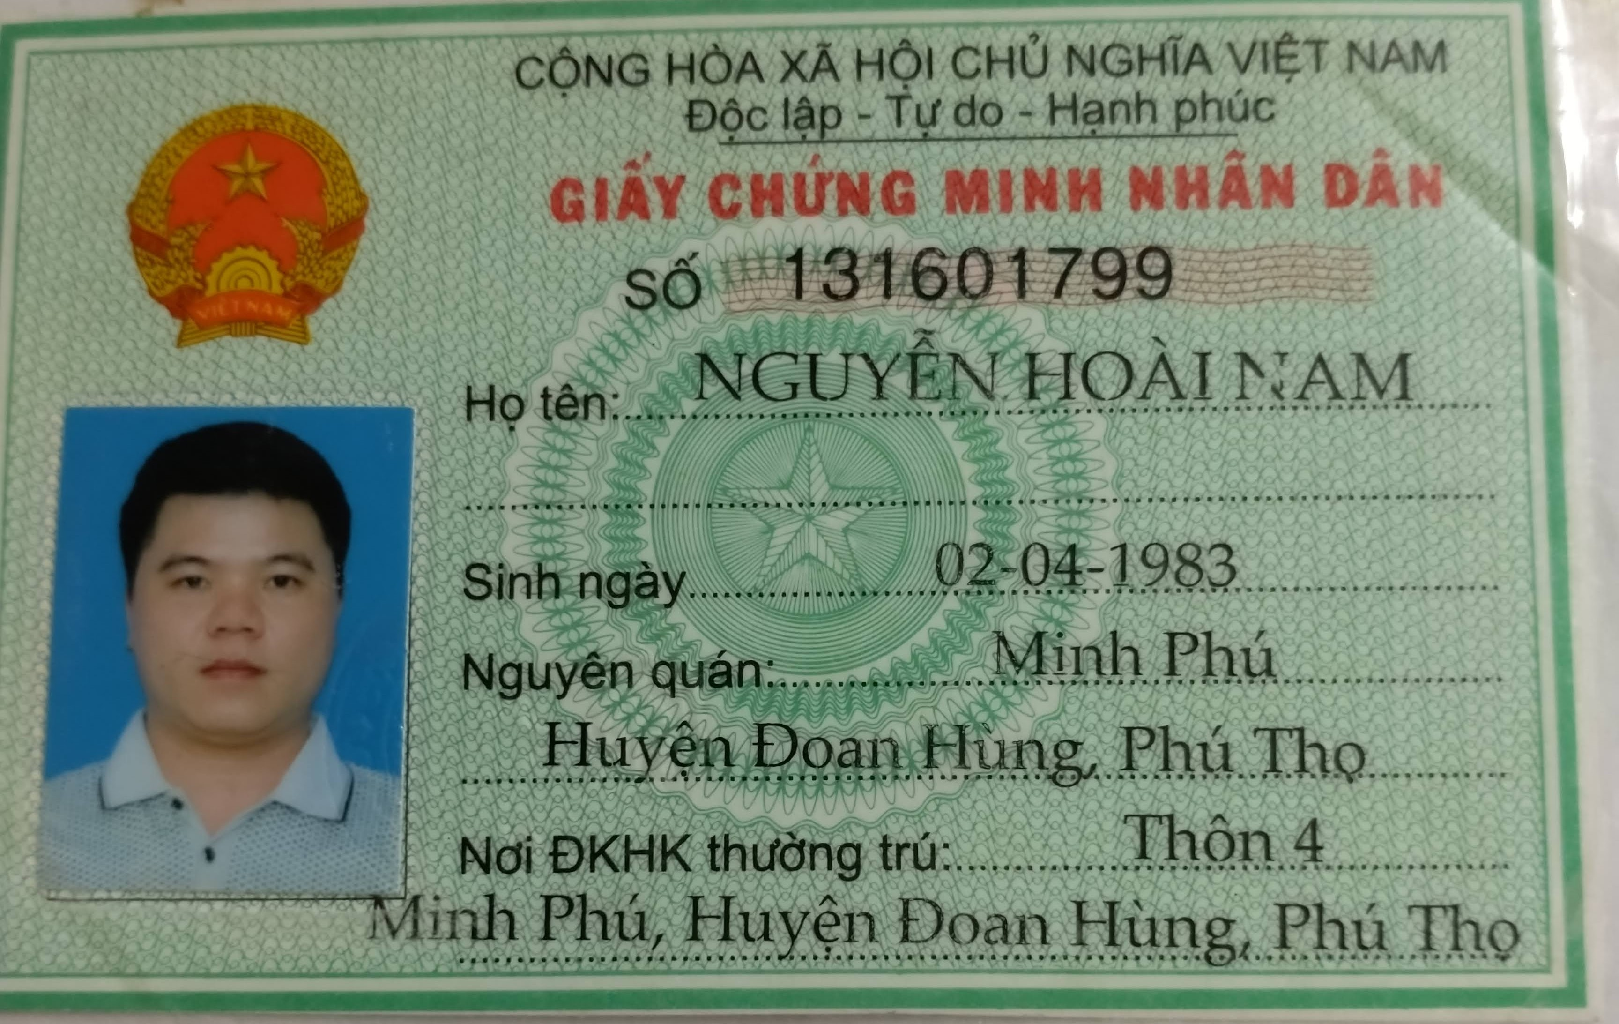 CỘNG HÒA XÃ HỘI CHỦ NGHĨA VIỆT NAM
Độc lập - Tự do - Hạnh phúc
GIẤY CHỨNG MINH NHÂN DÂN
SỐ 131601799
Họ tên: NGUYỄN HOÀI NAM
Sinh ngày 02-04-1983
Nguyên quán: Minh Phú
Huyện Đoan Hùng, Phú Thọ
Nơi ĐKHK thường trú: Thôn 4
Minh Phú, Huyện Đoan Hùng, Phú Thọ
VIỆT NAM